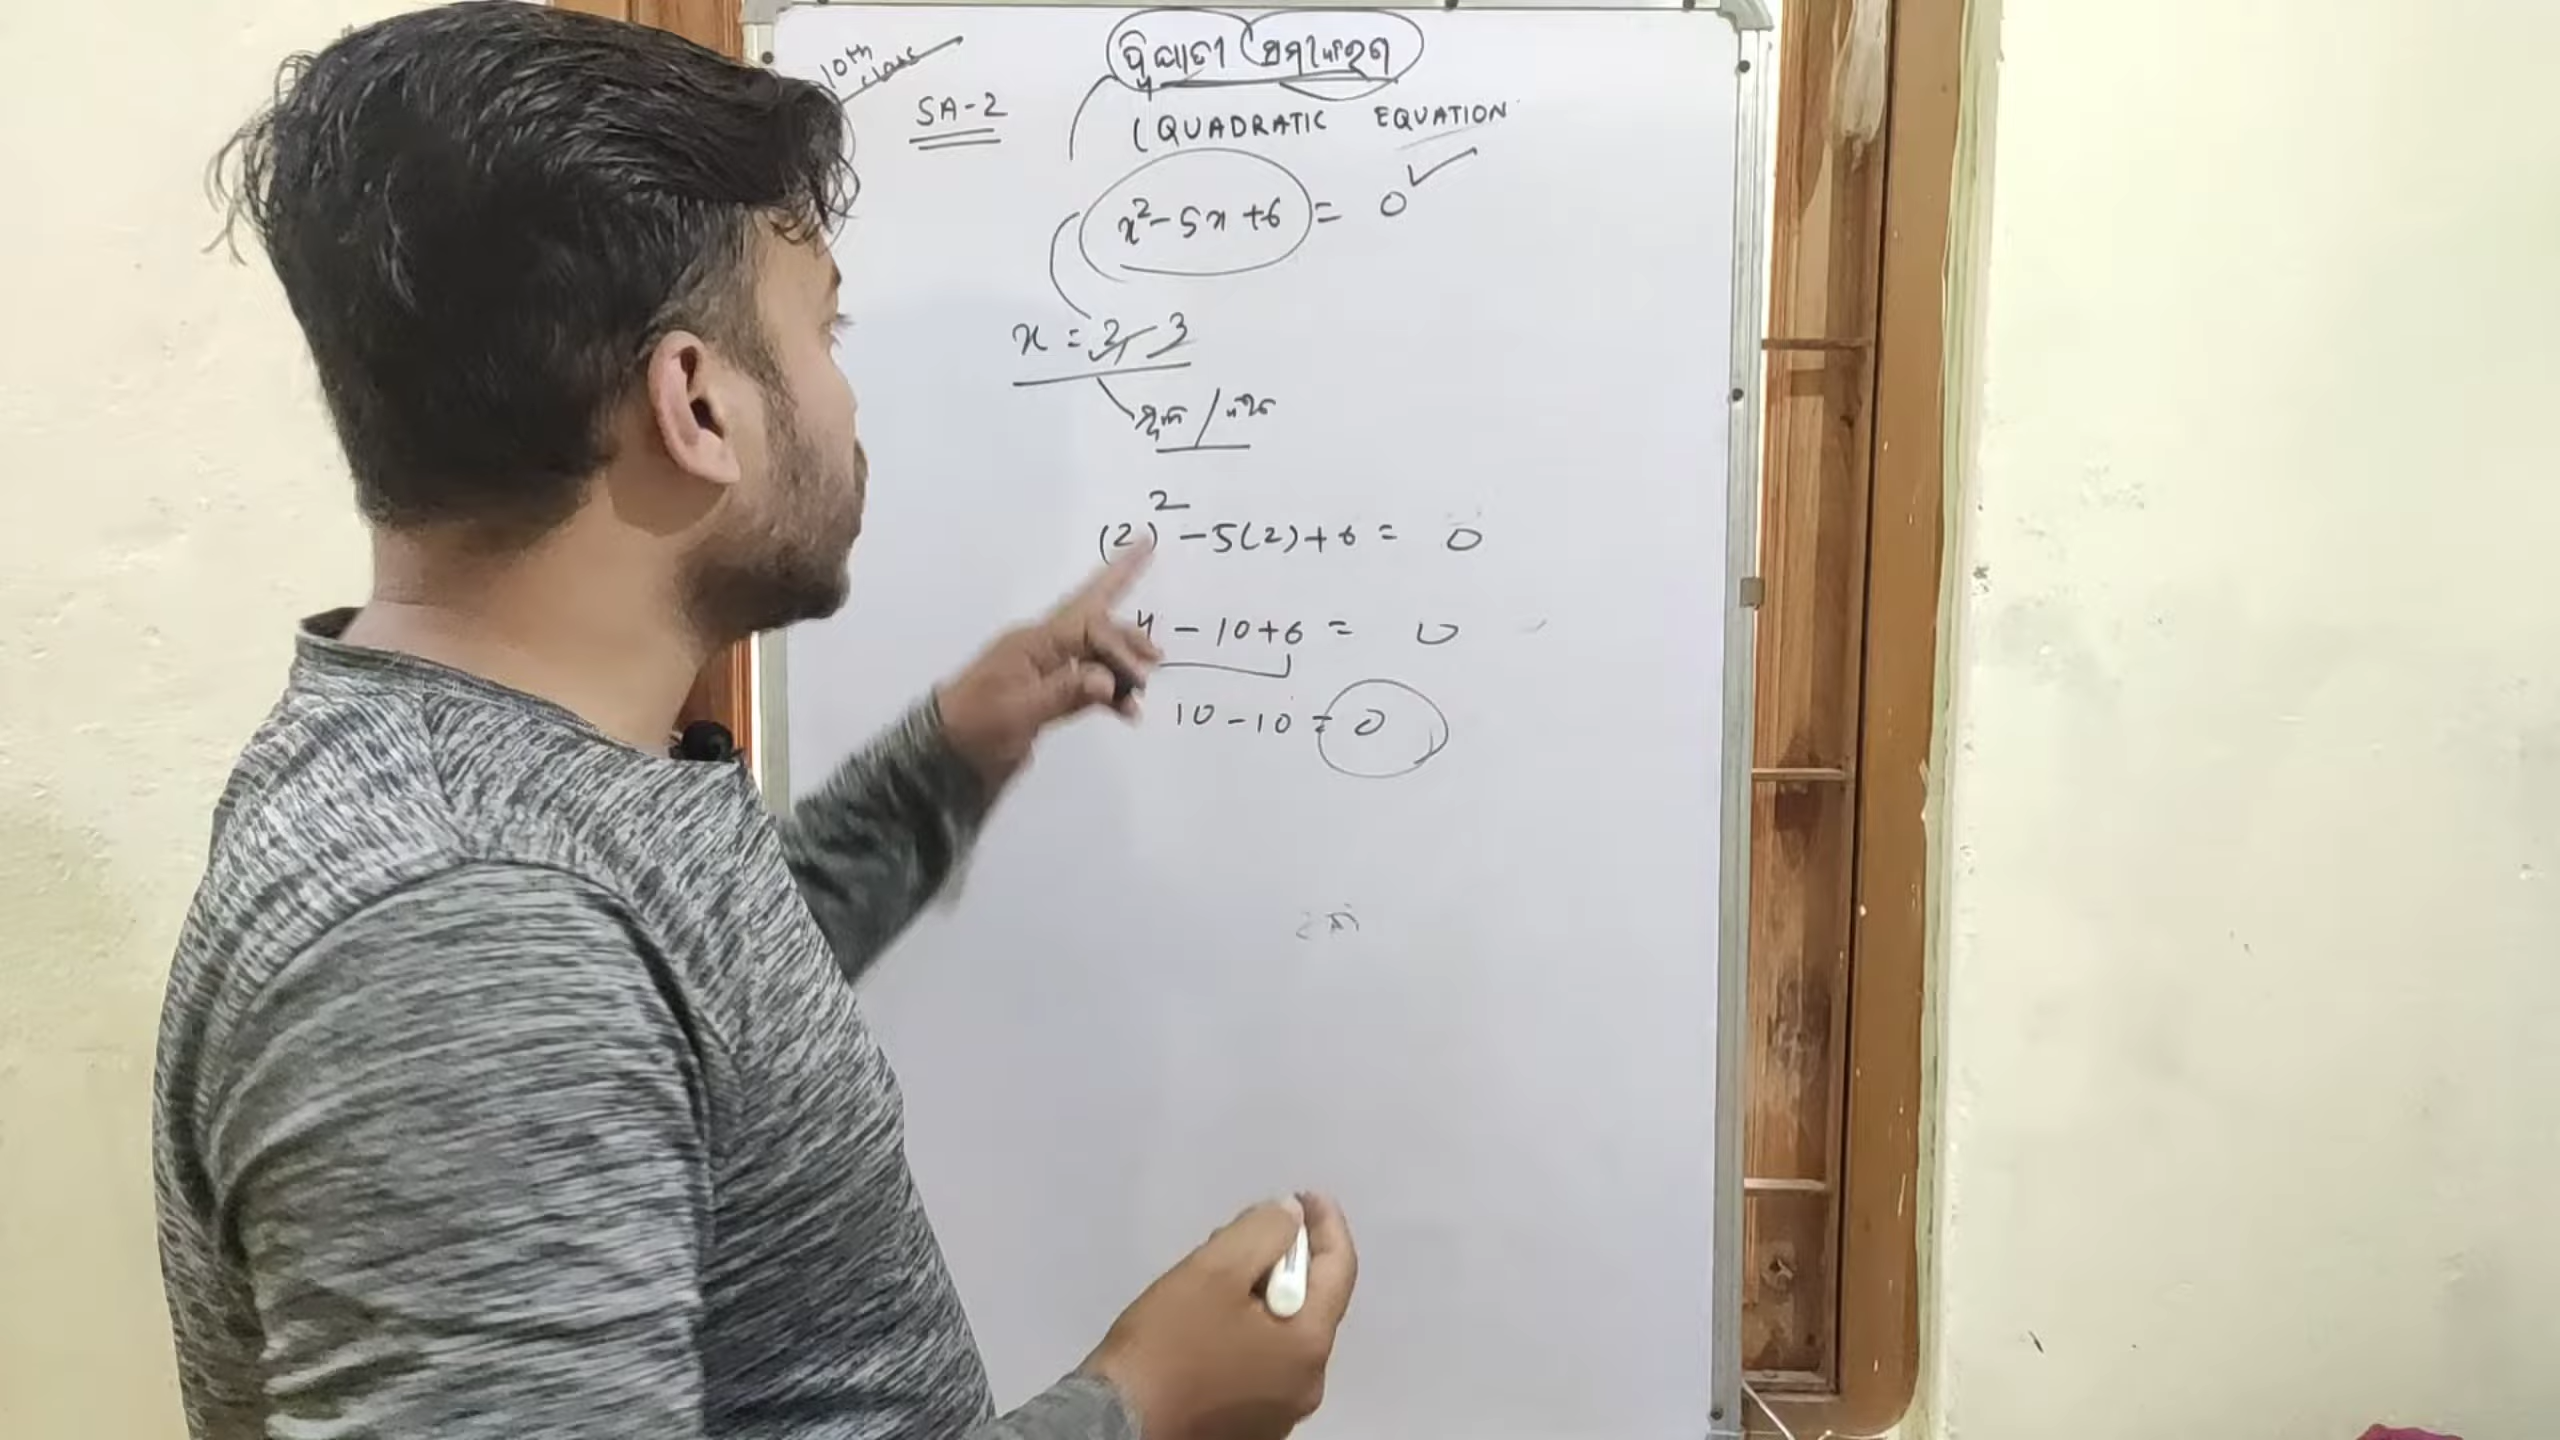 10th class
SA-2
ଦ୍ୱିଘାତୀ ସମୀକରଣ
(QUADRATIC EQUATION
x² - 5x + 6 = 0
x = 2, 3
ମୂଳ /
(2)² - 5(2) + 6 = 0
4 - 10 + 6 = 0
10 - 10 = 0